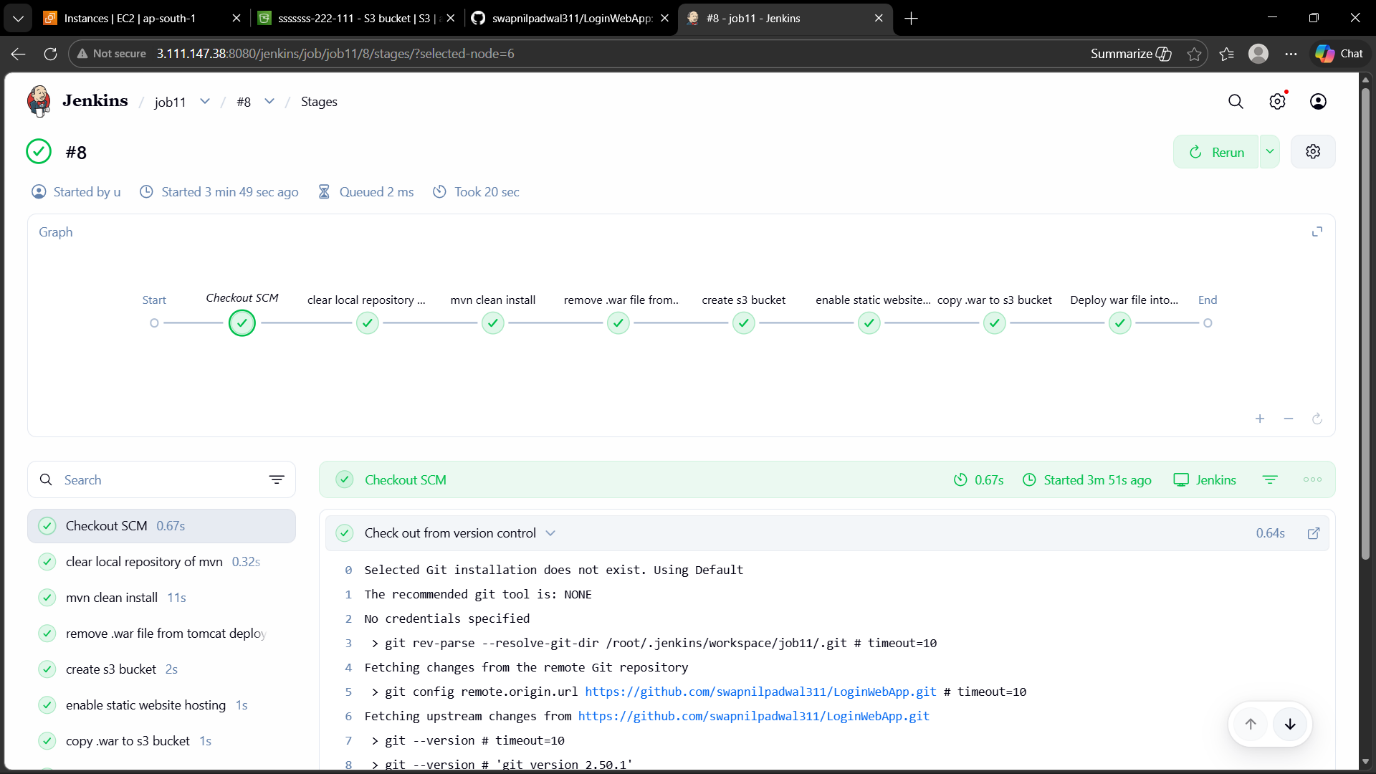 Instances | EC2 | ap-south-1
sssssss-222-111 - S3 bucket | S3 |
swapnilpadwal311/LoginWebApp:
#8 - job11 - Jenkins
Not secure 3.111.147.38:8080/jenkins/job/job11/8/stages/?selected-node=6
Summarize
Chat
Jenkins / job11 / #8 / Stages
#8
Rerun
Started by u Started 3 min 49 sec ago Queued 2 ms Took 20 sec
Graph
Start Checkout SCM clear local repository ... mvn clean install remove .war file from.. create s3 bucket enable static website... copy .war to s3 bucket Deploy war file into... End
Search
Checkout SCM 0.67s
clear local repository of mvn 0.32s
mvn clean install 11s
remove .war file from tomcat deploy
create s3 bucket 2s
enable static website hosting 1s
copy .war to s3 bucket 1s
Checkout SCM 0.67s Started 3m 51s ago Jenkins
Check out from version control 0.64s
0 Selected Git installation does not exist. Using Default
1 The recommended git tool is: NONE
2 No credentials specified
3 > git rev-parse --resolve-git-dir /root/.jenkins/workspace/job11/.git # timeout=10
4 Fetching changes from the remote Git repository
5 > git config remote.origin.url https://github.com/swapnilpadwal311/LoginWebApp.git # timeout=10
6 Fetching upstream changes from https://github.com/swapnilpadwal311/LoginWebApp.git
7 > git --version # timeout=10
8 > git --version # 'git version 2.50.1'